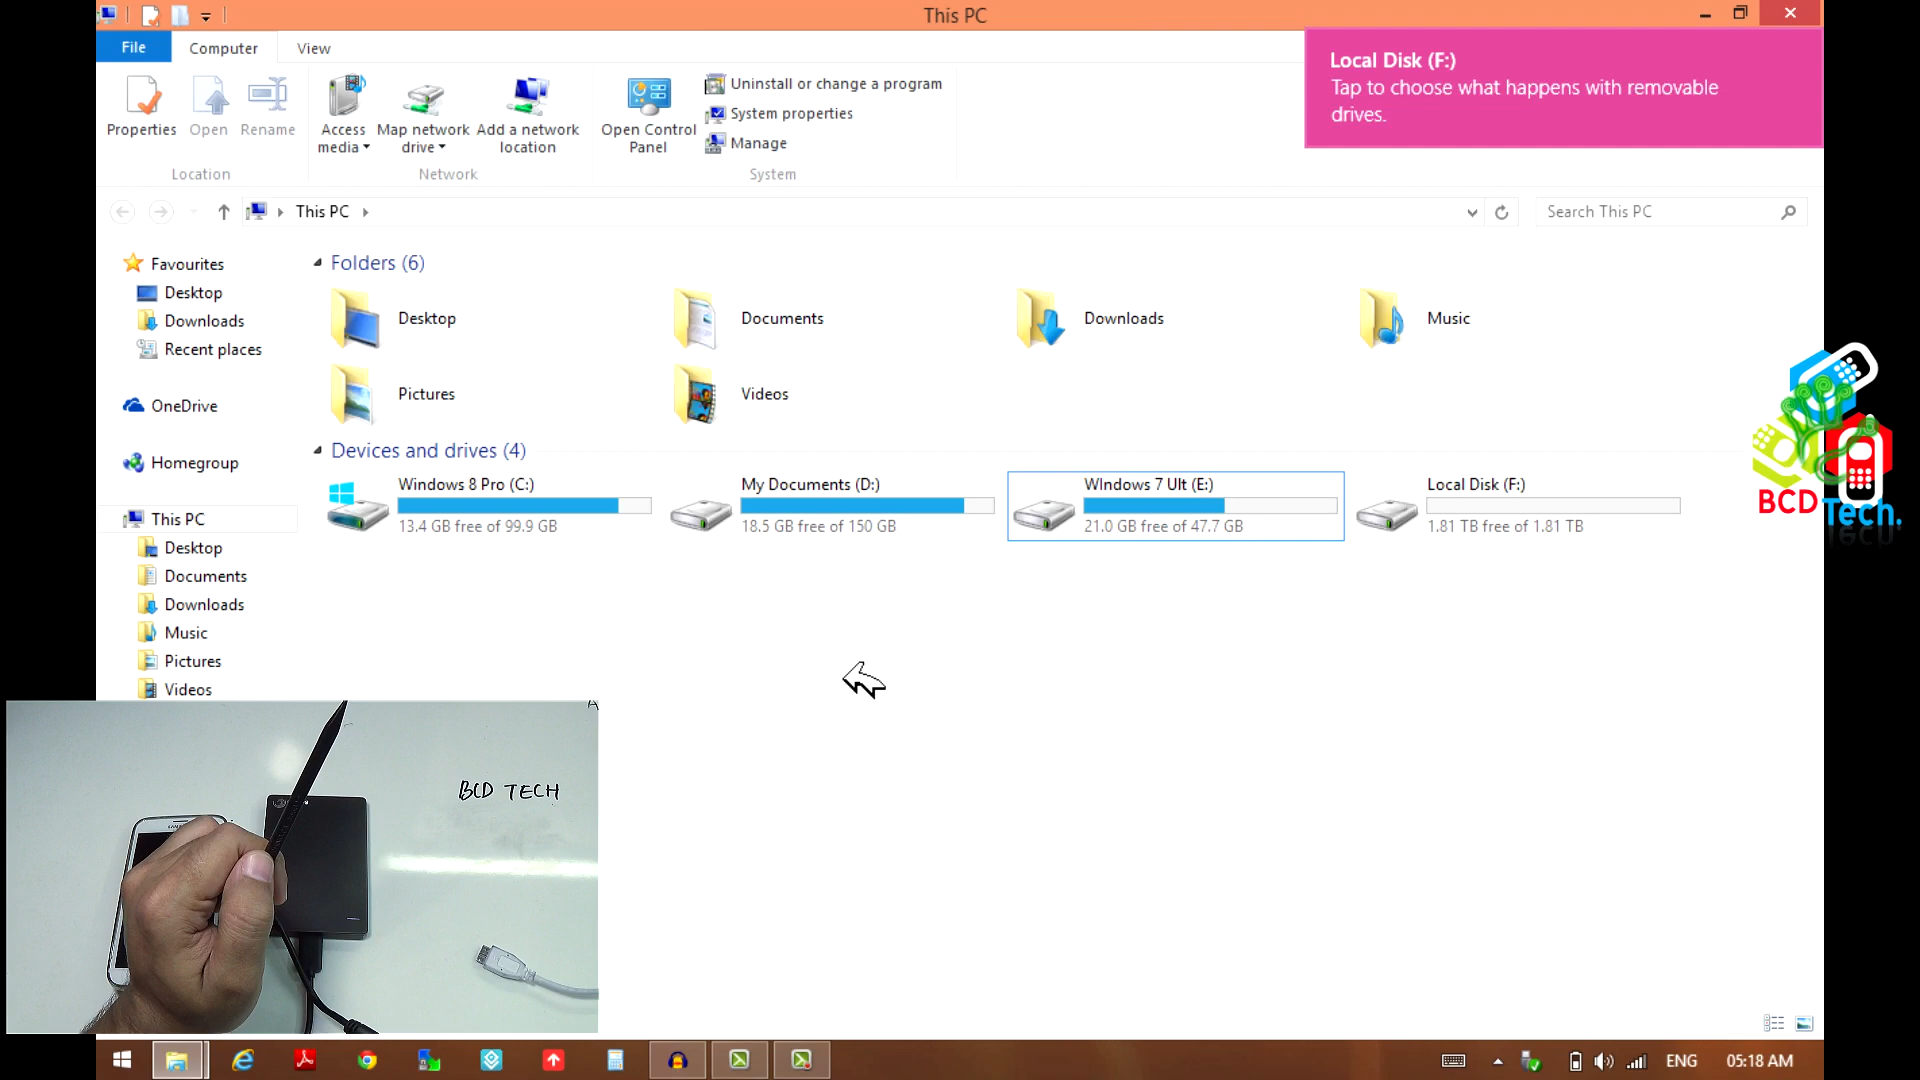 This PC
File
Computer
View
Properties
Open
Rename
Access media
Map network drive
Add a network location
Open Control Panel
Uninstall or change a program
System properties
Manage
Location
Network
System
Local Disk (F:)
Tap to choose what happens with removable
drives.
This PC
Search This PC
Favourites
Desktop
Downloads
Recent places
OneDrive
Homegroup
This PC
Desktop
Documents
Downloads
Music
Pictures
Videos
Folders (6)
Desktop
Documents
Downloads
Music
Pictures
Videos
Devices and drives (4)
Windows 8 Pro (C:)
13.4 GB free of 99.9 GB
My Documents (D:)
18.5 GB free of 150 GB
WIndows 7 Ult (E:)
21.0 GB free of 47.7 GB
Local Disk (F:)
1.81 TB free of 1.81 TB
BCD Tech.
BCD TECH
ENG
05:18 AM